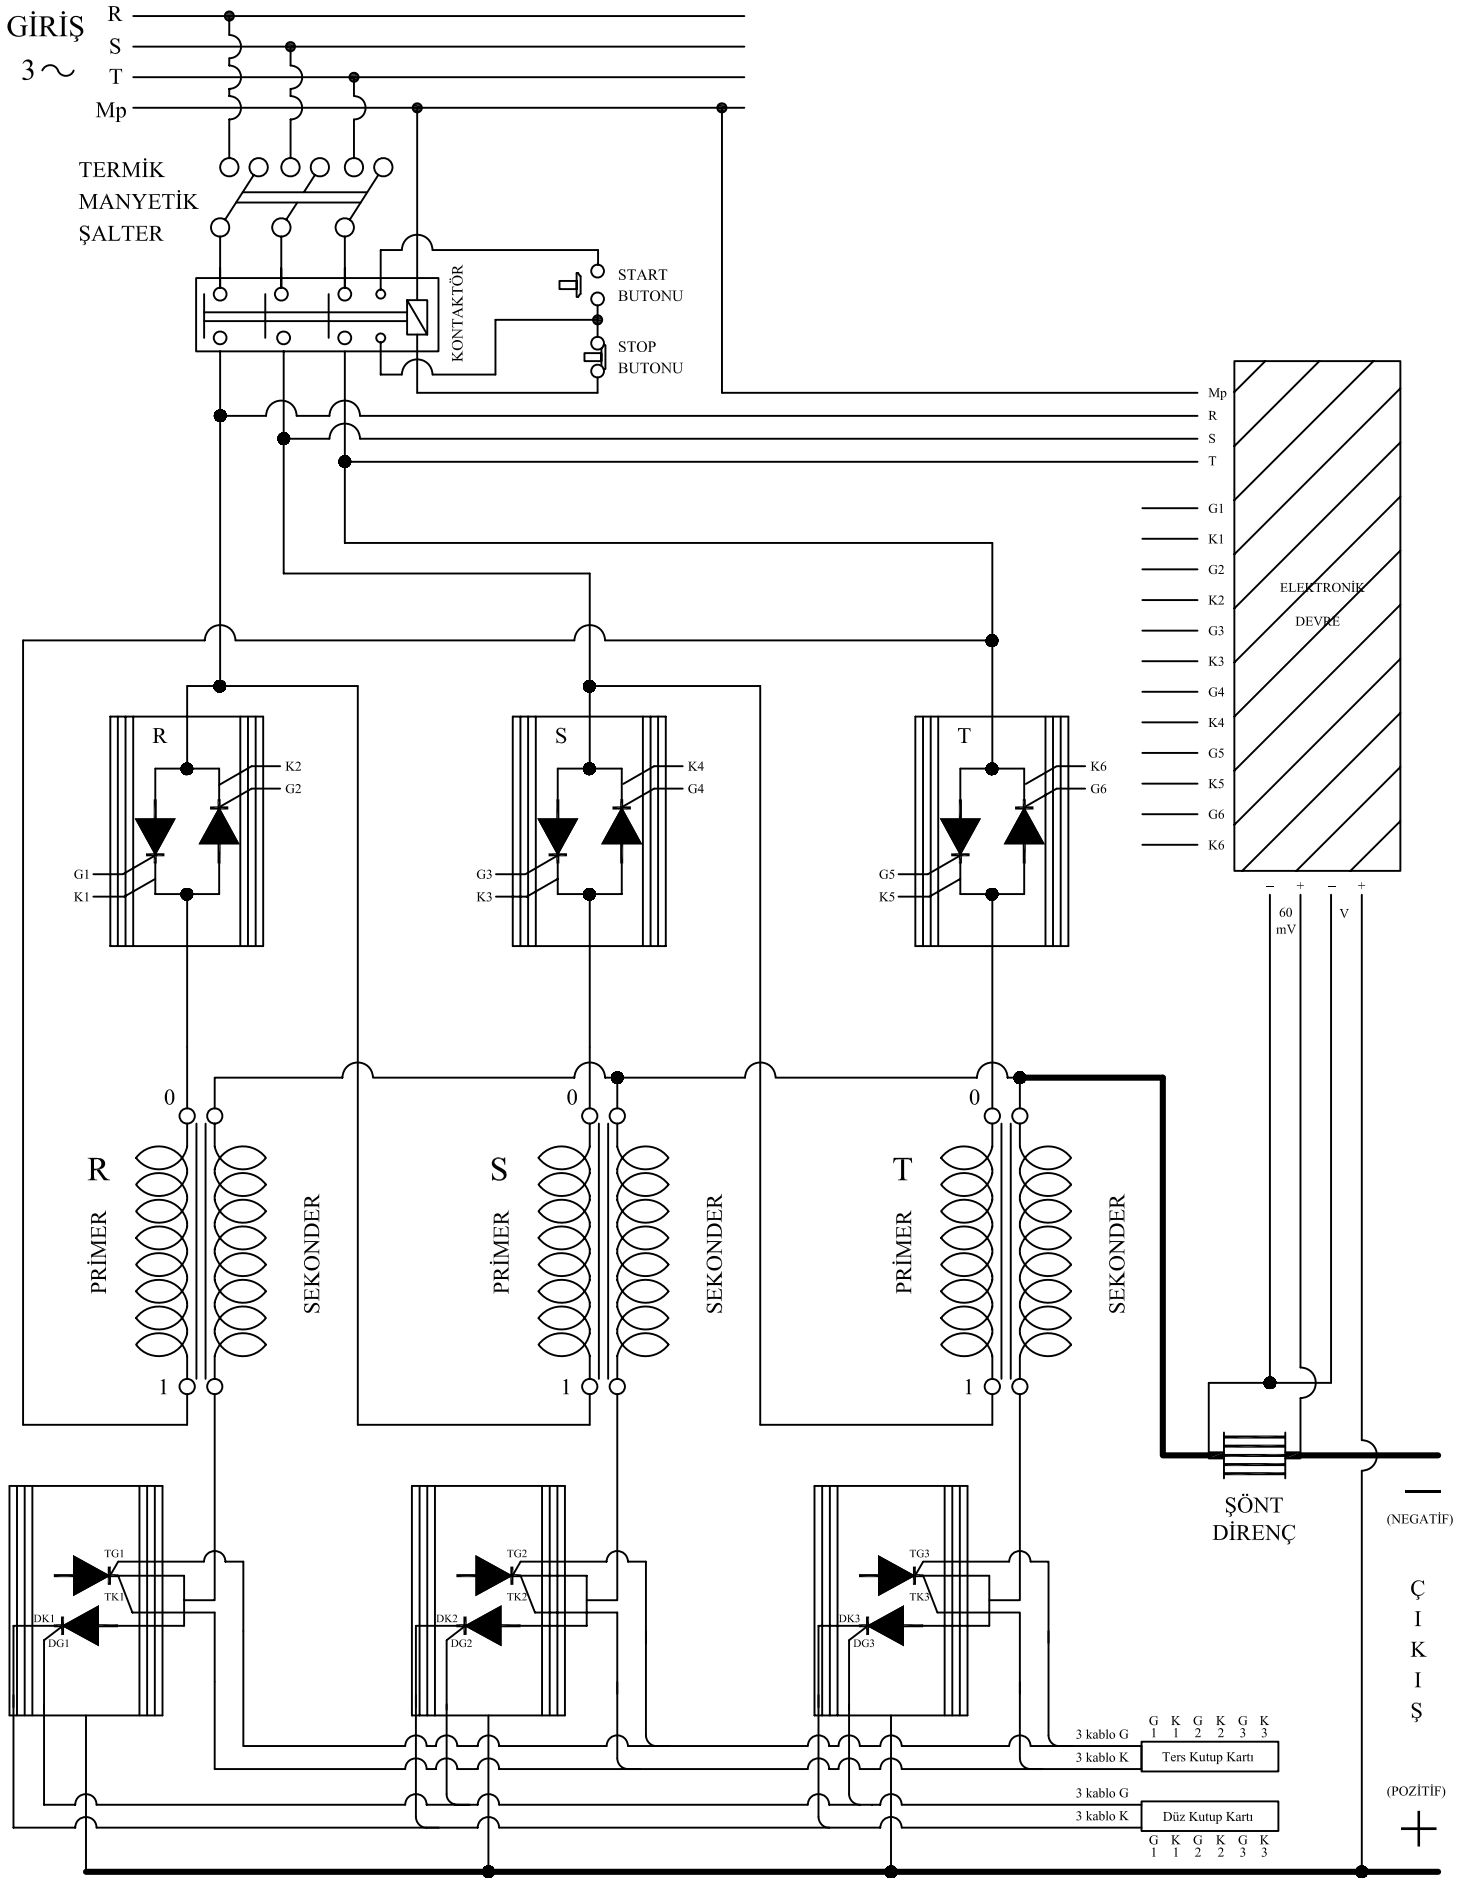 GİRİŞ
3
R
S
T
Mp
TERMİK
MANYETİK
ŞALTER
KONTAKTÖR
START
BUTONU
STOP
BUTONU
Mp
R
S
T
G1
K1
G2
K2
G3
K3
G4
K4
G5
K5
G6
K6
ELEKTRONİK
DEVRE
− + − +
60
mV
V
R
K2
G2
G1
K1
S
K4
G4
G3
K3
T
K6
G6
G5
K5
0
R
PRİMER
SEKONDER
1
0
S
PRİMER
SEKONDER
1
0
T
PRİMER
SEKONDER
1
ŞÖNT
DİRENÇ
(NEGATİF)
ÇIKIŞ
(POZİTİF)
TG1
TK1
DK1
DG1
TG2
TK2
DK2
DG2
TG3
TK3
DK3
DG3
3 kablo G
3 kablo K
G K G K G K
1 1 2 2 3 3
Ters Kutup Kartı
3 kablo G
3 kablo K
Düz Kutup Kartı
G K G K G K
1 1 2 2 3 3